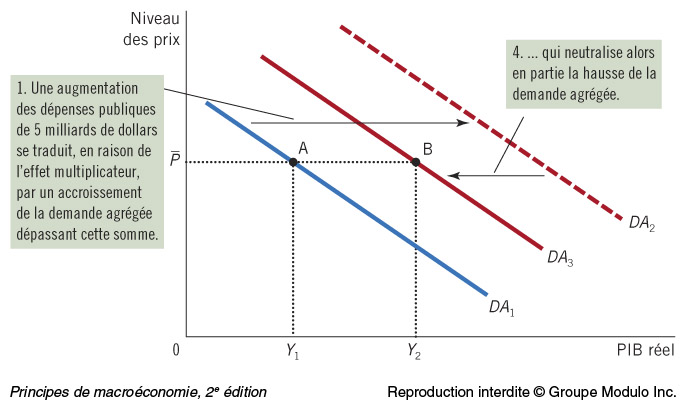 Niveau
des prix
1. Une augmentation
des dépenses publiques
de 5 milliards de dollars
se traduit, en raison de
l'effet multiplicateur,
par un accroissement
de la demande agrégée
dépassant cette somme.
4. ... qui neutralise alors
en partie la hausse de la
demande agrégée.
A
B
P̅
DA₂
DA₃
DA₁
0
Y₁
Y₂
PIB réel
Principes de macroéconomie, 2ᵉ édition
Reproduction interdite © Groupe Modulo Inc.